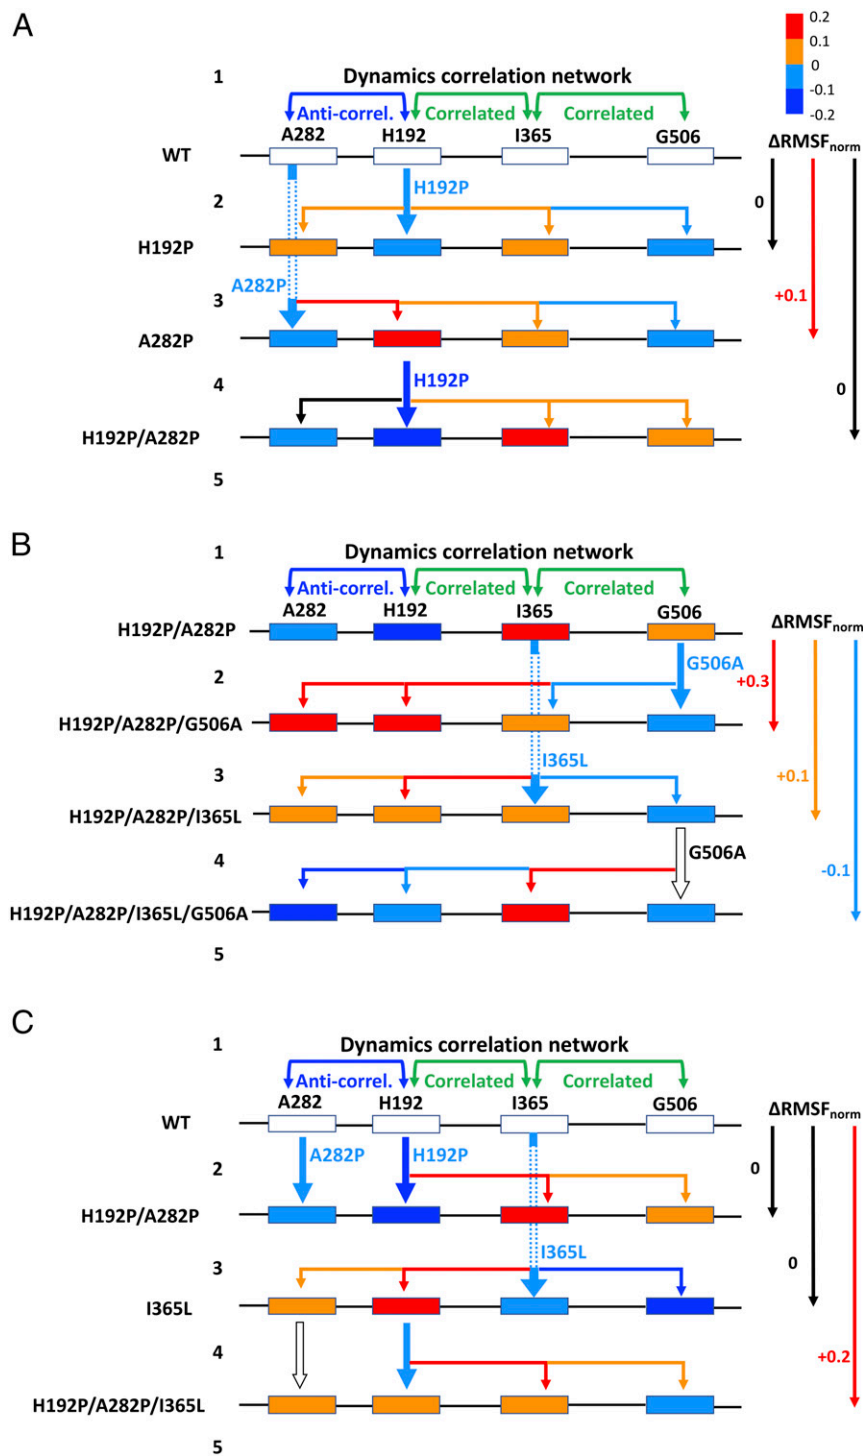 A
0.2
0.1
0
-0.1
-0.2
1 Dynamics correlation network
Anti-correl. Correlated Correlated
A282 H192 I365 G506
WT
ΔRMSFnorm
2
H192P
0
H192P
A282P
3
+0.1
A282P
4
H192P
0
H192P/A282P
5
B
1 Dynamics correlation network
Anti-correl. Correlated Correlated
A282 H192 I365 G506
H192P/A282P
ΔRMSFnorm
2
G506A
+0.3
H192P/A282P/G506A
3
I365L
+0.1
H192P/A282P/I365L
4
G506A
-0.1
H192P/A282P/I365L/G506A
5
C
1 Dynamics correlation network
Anti-correl. Correlated Correlated
A282 H192 I365 G506
WT
ΔRMSFnorm
2
A282P H192P
0
H192P/A282P
3
I365L
0
I365L
4
+0.2
H192P/A282P/I365L
5